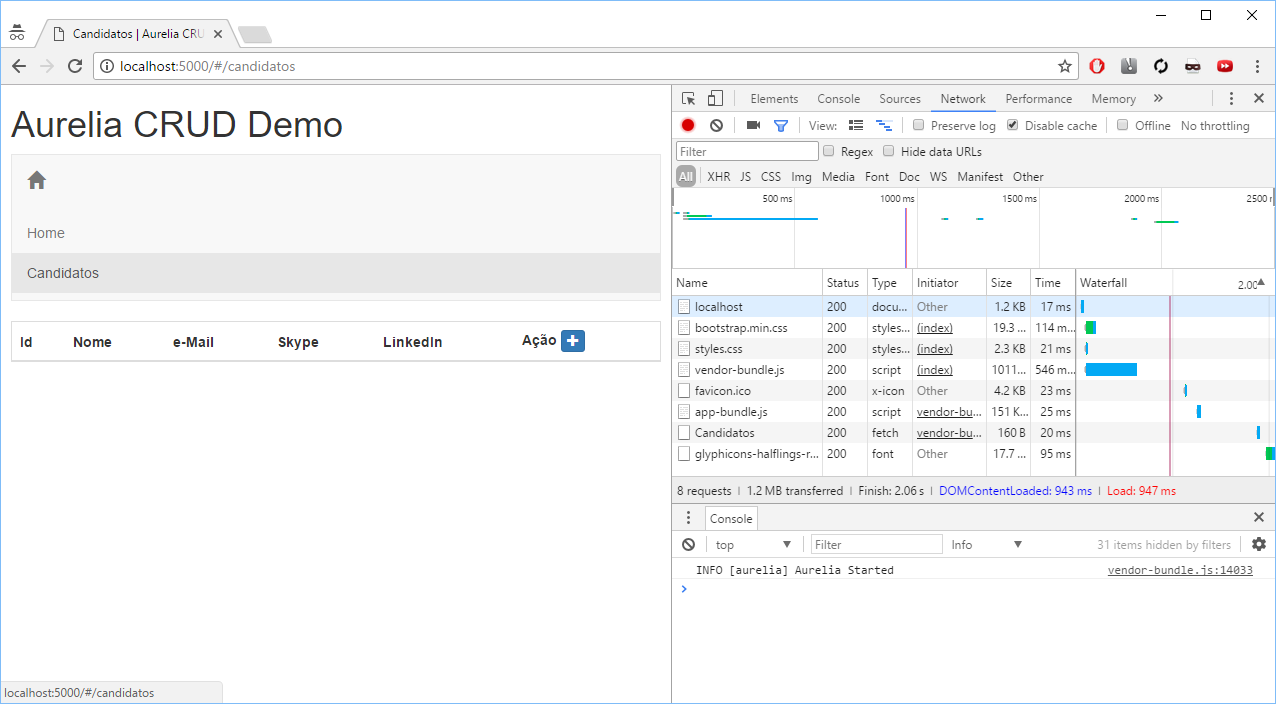 Candidatos | Aurelia CRU
localhost:5000/#/candidatos
Aurelia CRUD Demo
Home
Candidatos
Id Nome e-Mail Skype LinkedIn Ação
localhost:5000/#/candidatos
Elements Console Sources Network Performance Memory
View: Preserve log Disable cache Offline No throttling
Filter Regex Hide data URLs
All XHR JS CSS Img Media Font Doc WS Manifest Other
500 ms 1000 ms 1500 ms 2000 ms 2500 r
Name Status Type Initiator Size Time Waterfall 2.00
localhost 200 docu... Other 1.2 KB 17 ms
bootstrap.min.css 200 styles... (index) 19.3 ... 114 m...
styles.css 200 styles... (index) 2.3 KB 21 ms
vendor-bundle.js 200 script (index) 1011... 546 m...
favicon.ico 200 x-icon Other 4.2 KB 23 ms
app-bundle.js 200 script vendor-bu... 151 K... 25 ms
Candidatos 200 fetch vendor-bu... 160 B 20 ms
glyphicons-halflings-r... 200 font Other 17.7 ... 95 ms
8 requests | 1.2 MB transferred | Finish: 2.06 s | DOMContentLoaded: 943 ms | Load: 947 ms
Console
top Filter Info 31 items hidden by filters
INFO [aurelia] Aurelia Started vendor-bundle.js:14033